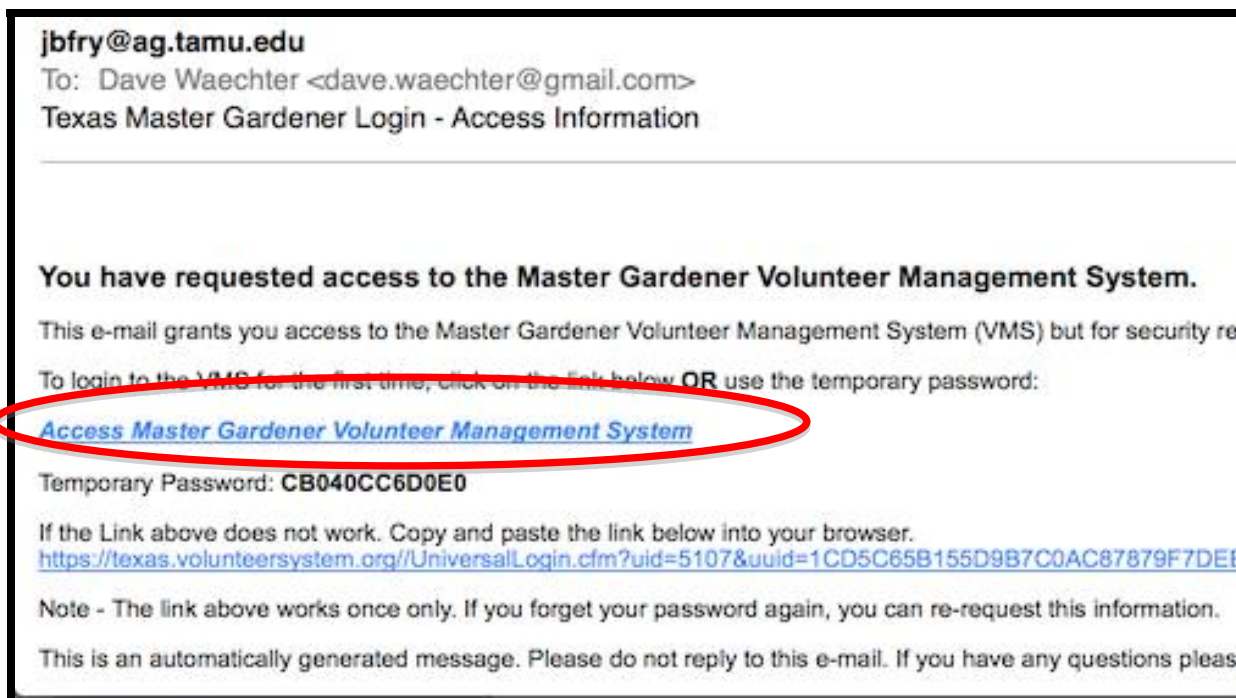 jbfry@ag.tamu.edu
To: Dave Waechter <dave.waechter@gmail.com>
Texas Master Gardener Login - Access Information
You have requested access to the Master Gardener Volunteer Management System.
This e-mail grants you access to the Master Gardener Volunteer Management System (VMS) but for security re
To login to the VMS for the first time, click on the link below OR use the temporary password:
Access Master Gardener Volunteer Management System
Temporary Password: CB040CC6D0E0
If the Link above does not work. Copy and paste the link below into your browser.
https://texas.volunteersystem.org//UniversalLogin.cfm?uid=5107&uuid=1CD5C65B155D9B7C0AC87879F7DEE
Note - The link above works once only. If you forget your password again, you can re-request this information.
This is an automatically generated message. Please do not reply to this e-mail. If you have any questions pleas